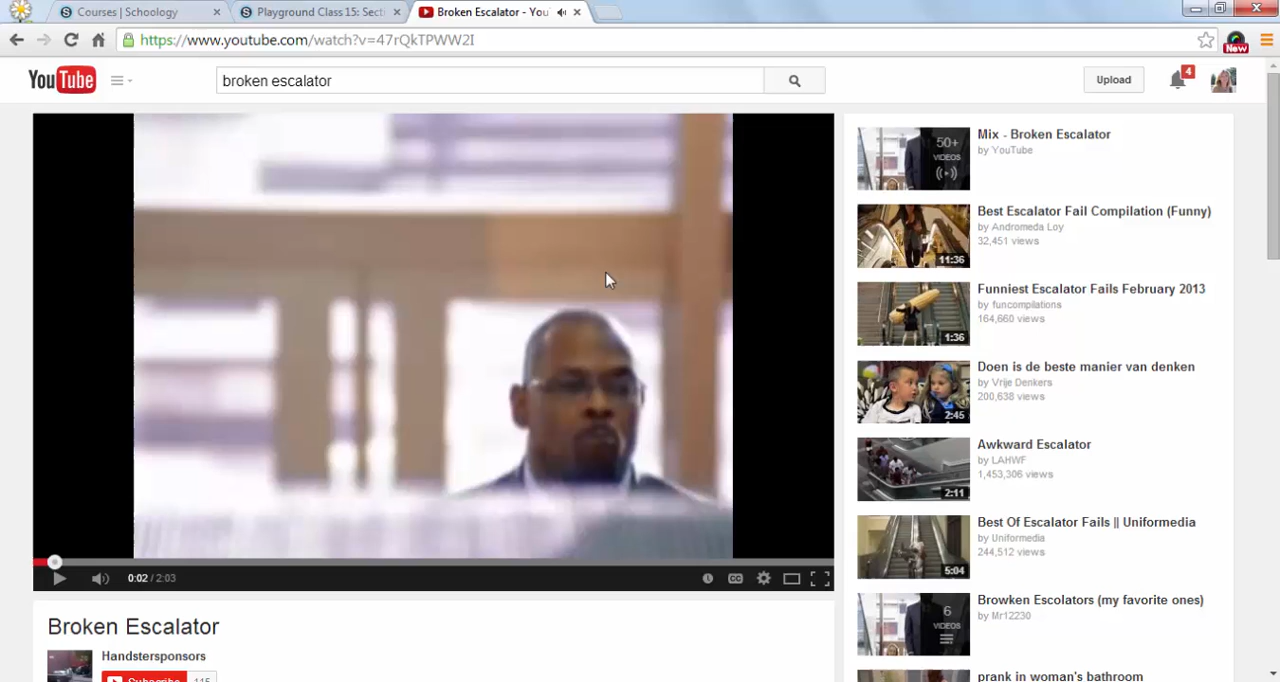 Courses | Schoology
Playground Class 15: Sect
Broken Escalator - You
https://www.youtube.com/watch?v=47rQkTPWW2I
New
YouTube
broken escalator
Upload
4
Mix - Broken Escalator
by YouTube
50+
VIDEOS
Best Escalator Fail Compilation (Funny)
by Andromeda Loy
32,451 views
11:36
Funniest Escalator Fails February 2013
by funcompilations
164,660 views
1:36
Doen is de beste manier van denken
by Vrije Denkers
200,638 views
2:45
Awkward Escalator
by LAHWF
1,453,306 views
2:11
Best Of Escalator Fails || Uniformedia
by Uniformedia
244,512 views
5:04
Browken Escolators (my favorite ones)
by Mr12230
6
VIDEOS
prank in woman's bathroom
0:02 / 2:03
CC
Broken Escalator
Handstersponsors
Subscribe
115